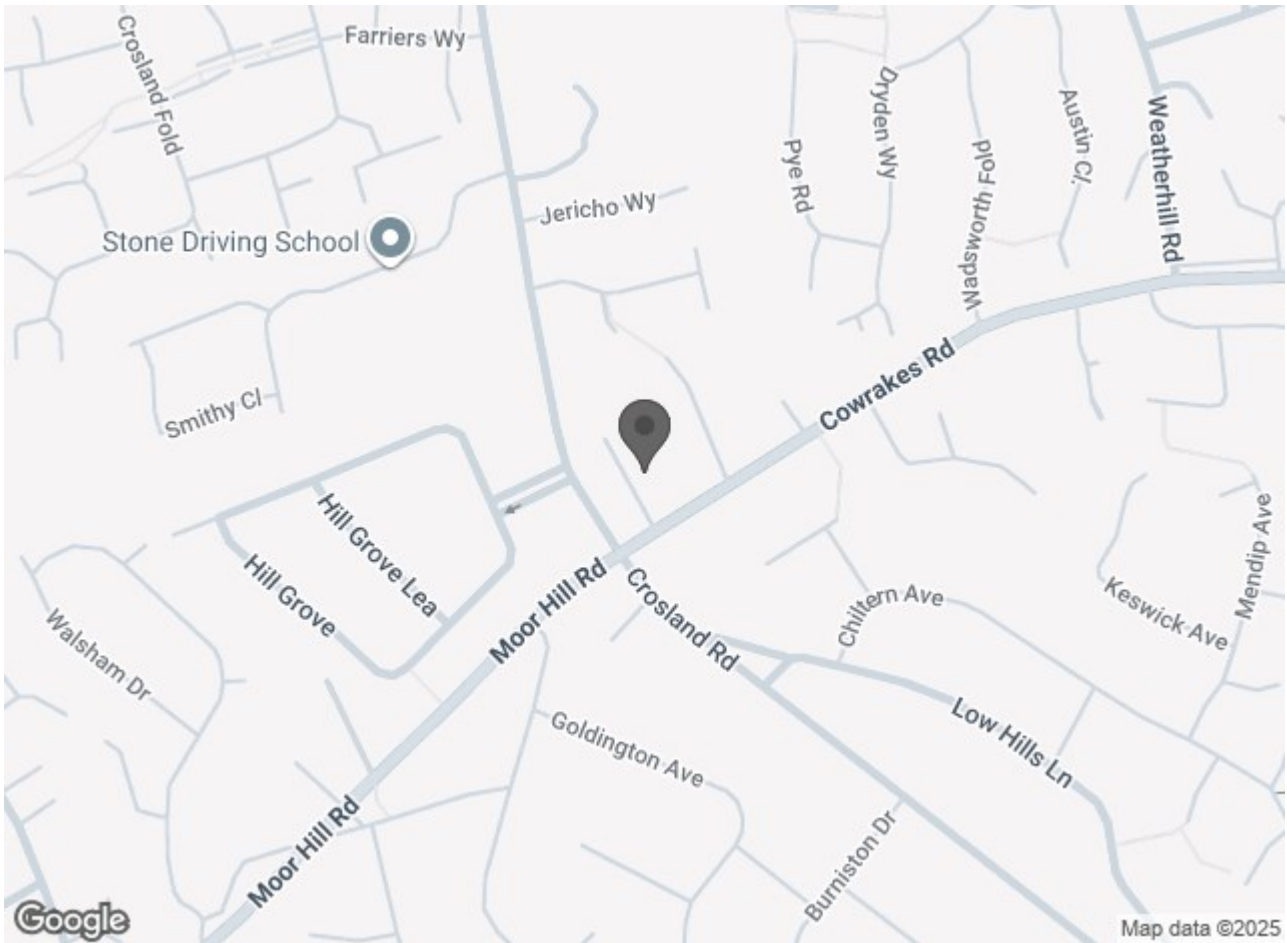 Farriers Wy
Crosland Fold
Dryden Wy
Austin Cl.
Weatherhill Rd
Pye Rd
Wadsworth Fold
Jericho Wy
Stone Driving School
Cowrakes Rd
Smithy Cl
Hill Grove Lea
Hill Grove
Moor Hill Rd
Crosland Rd
Chiltern Ave
Keswick Ave
Mendip Ave
Walsham Dr
Goldington Ave
Low Hills Ln
Moor Hill Rd
Burniston Dr
Google
Map data ©2025